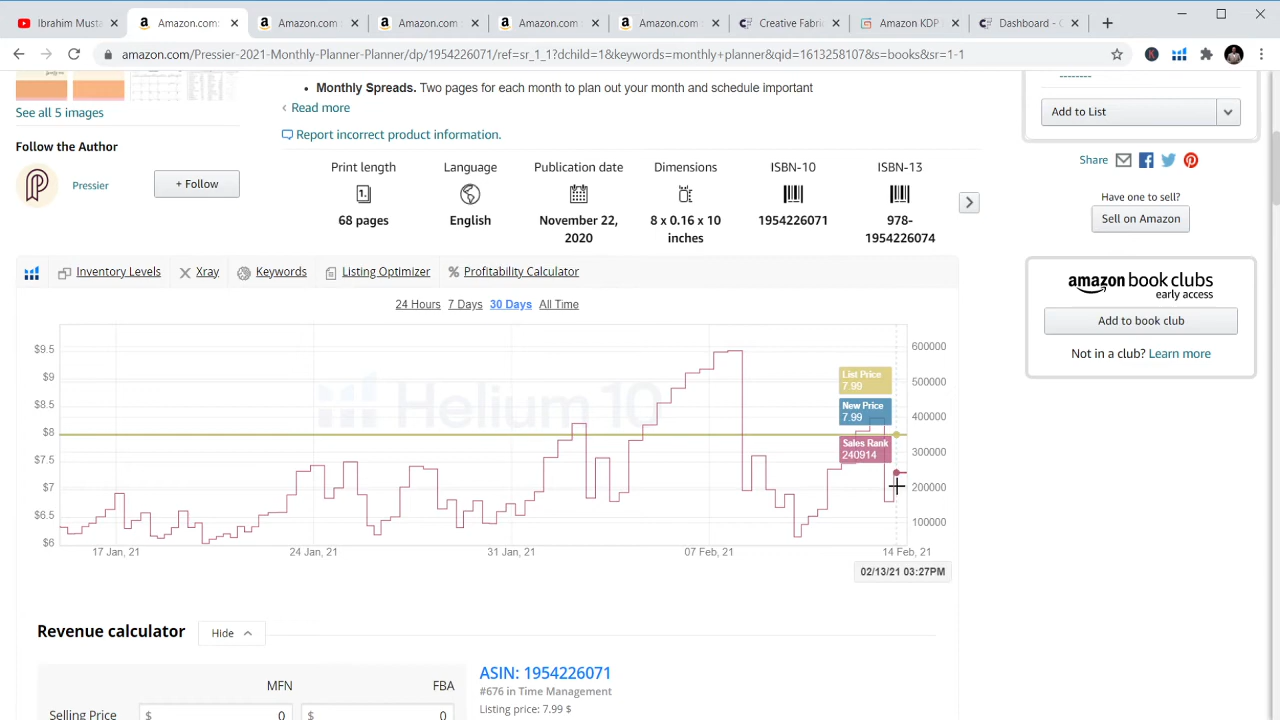 Ibrahim Musta
Amazon.com:
Amazon.com:
Amazon.com
Amazon.com
Amazon.com
Creative Fabri
Amazon KDP
Dashboard - C
amazon.com/Pressier-2021-Monthly-Planner-Planner/dp/1954226071/ref=sr_1_1?dchild=1&keywords=monthly+planner&qid=1613258107&s=books&sr=1-1
Monthly Spreads. Two pages for each month to plan out your month and schedule important
Read more
See all 5 images
Report incorrect product information.
Follow the Author
Pressier
+ Follow
Print length
Language
Publication date
Dimensions
ISBN-10
ISBN-13
68 pages
English
November 22,
2020
8 x 0.16 x 10
inches
1954226071
978-
1954226074
Add to List
Share
Have one to sell?
Sell on Amazon
amazon book clubs
early access
Add to book club
Not in a club? Learn more
Inventory Levels
Xray
Keywords
Listing Optimizer
% Profitability Calculator
24 Hours 7 Days 30 Days All Time
$9.5
$9
$8.5
$8
$7.5
$7
$6.5
$6
600000
500000
400000
300000
200000
100000
Helium 10
List Price
7.99
New Price
7.99
Sales Rank
240914
17 Jan, 21
24 Jan, 21
31 Jan, 21
07 Feb, 21
14 Feb, 21
02/13/21 03:27PM
Revenue calculator
Hide
MFN
FBA
Selling Price
$ 0
$ 0
ASIN: 1954226071
#676 in Time Management
Listing price: 7.99 $